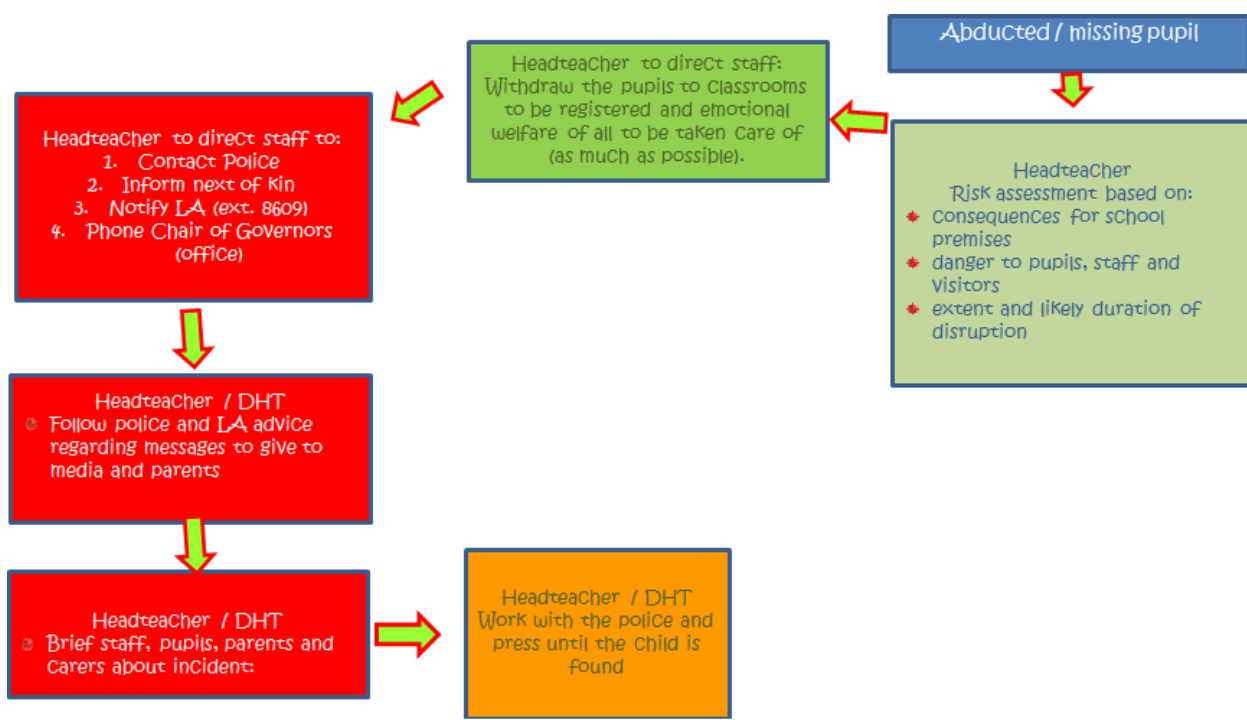 Abducted / missing pupil
Headteacher
Risk assessment based on:
consequences for school
premises
danger to pupils, staff and
visitors
extent and likely duration of
disruption
Headteacher to direct staff:
Withdraw the pupils to classrooms
to be registered and emotional
welfare of all to be taken care of
(as much as possible).
Headteacher to direct staff to:
1. Contact Police
2. Inform next of kin
3. Notify LA (ext. 8609)
4. Phone Chair of Governors
(office)
Headteacher / DHT
Follow police and LA advice
regarding messages to give to
media and parents
Headteacher / DHT
Brief staff, pupils, parents and
carers about incident:
Headteacher / DHT
Work with the police and
press until the child is
found